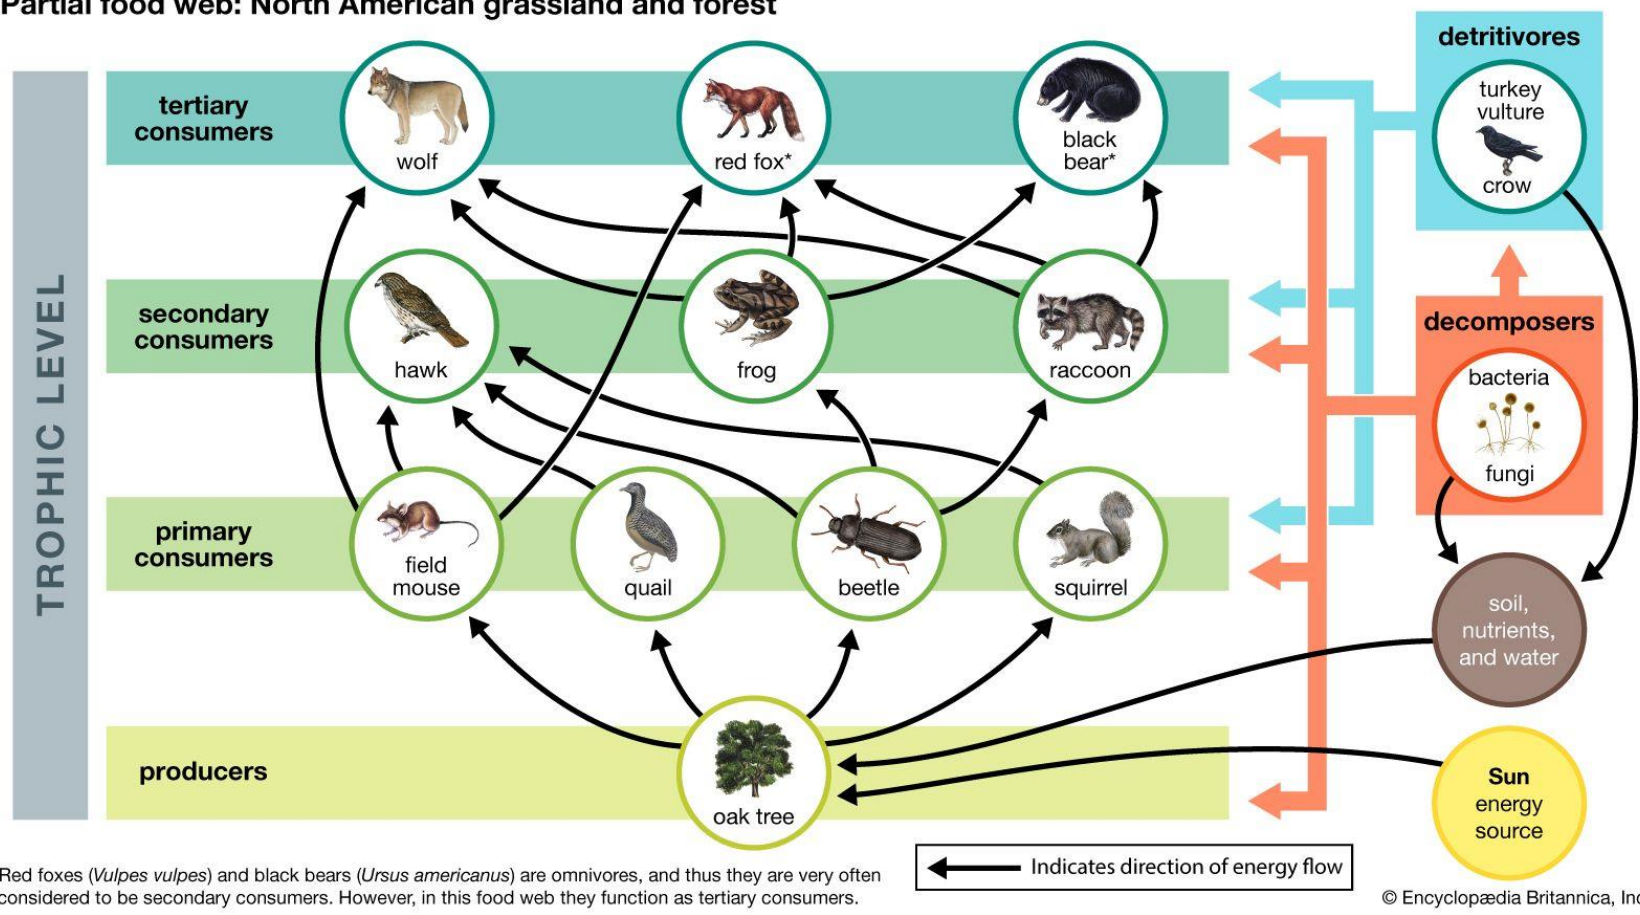 Partial food web: North American grassland and forest
detritivores
turkey
vulture
crow
tertiary
consumers
wolf
red fox*
black
bear*
TROPHIC LEVEL
secondary
consumers
hawk
frog
raccoon
decomposers
bacteria
fungi
primary
consumers
field
mouse
quail
beetle
squirrel
soil,
nutrients,
and water
producers
oak tree
Sun
energy
source
Indicates direction of energy flow
Red foxes (Vulpes vulpes) and black bears (Ursus americanus) are omnivores, and thus they are very often
considered to be secondary consumers. However, in this food web they function as tertiary consumers.
© Encyclopædia Britannica, Inc